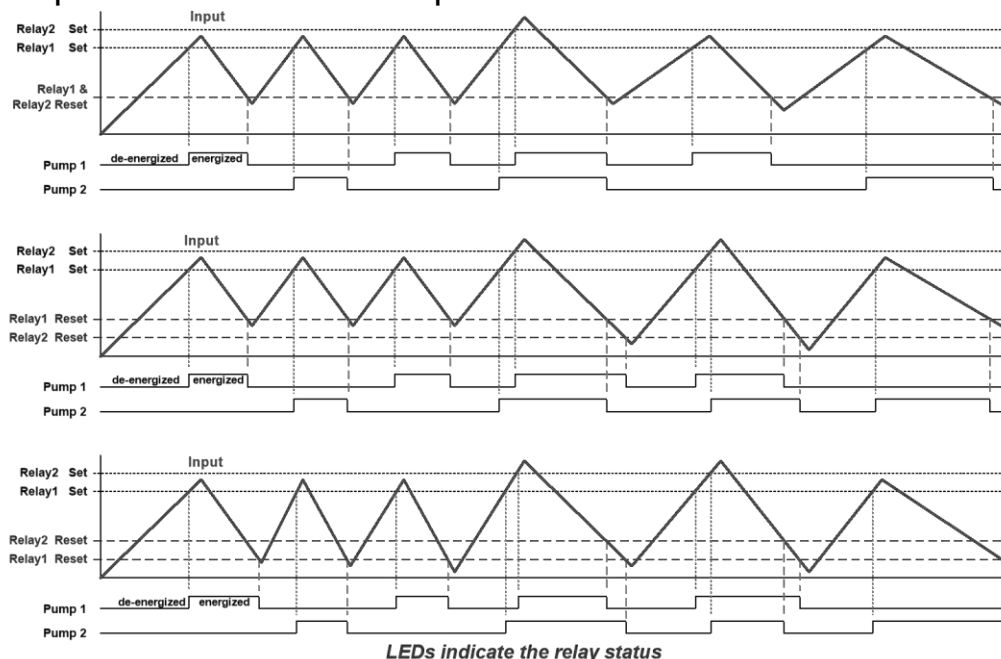 Input
Relay2 Set
Relay1 Set
Relay1 &
Relay2 Reset
de-energized energized
Pump 1
Pump 2
Input
Relay2 Set
Relay1 Set
Relay1 Reset
Relay2 Reset
de-energized energized
Pump 1
Pump 2
Input
Relay2 Set
Relay1 Set
Relay2 Reset
Relay1 Reset
de-energized energized
Pump 1
Pump 2
LEDs indicate the relay status